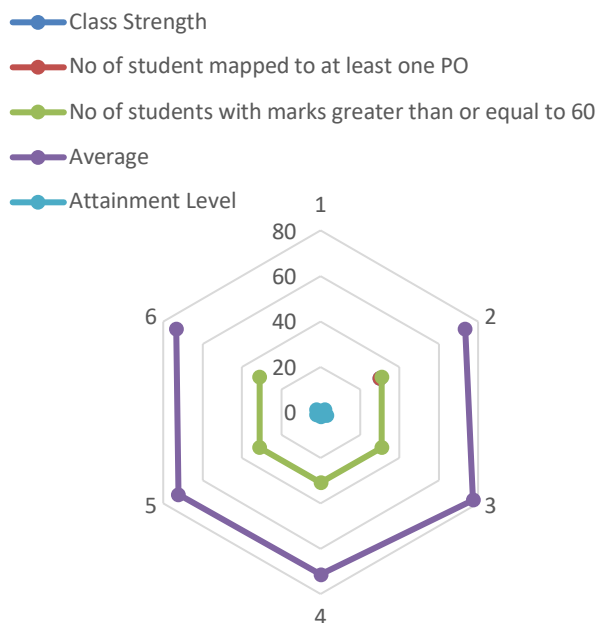 Class Strength
No of student mapped to at least one PO
No of students with marks greater than or equal to 60
Average
Attainment Level
1
80
60
6
2
40
20
0
5
3
4